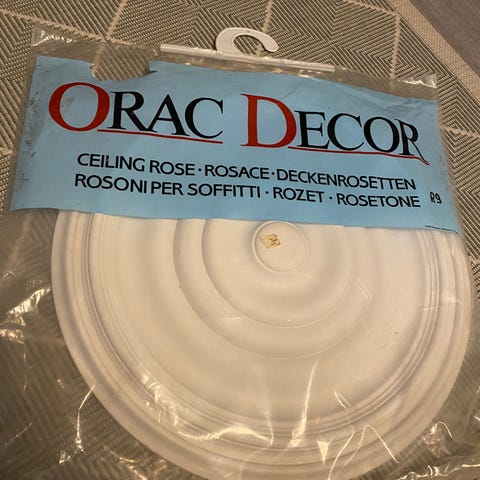 ORAC DECOR
CEILING ROSE · ROSACE · DECKENROSETTEN
ROSONI PER SOFFITTI · ROZET · ROSETONE R9